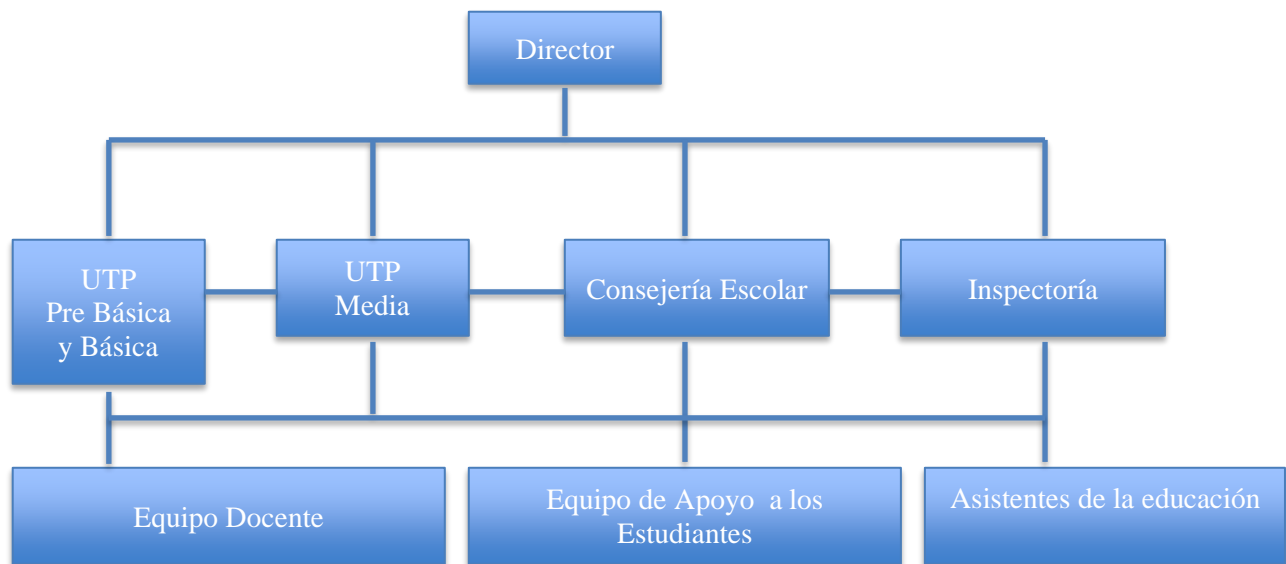 Director
UTP
Pre Básica
y Básica
UTP
Media
Consejería Escolar
Inspectoría
Equipo Docente
Equipo de Apoyo  a los
Estudiantes
Asistentes de la educación